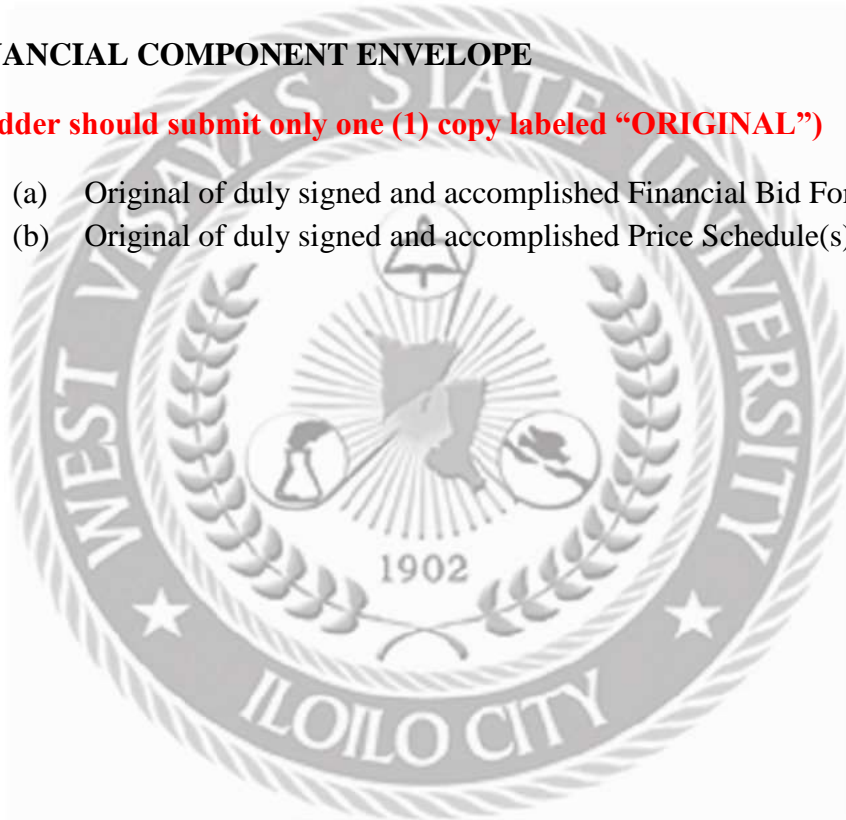 NANCIAL COMPONENT ENVELOPE
dder should submit only one (1) copy labeled “ORIGINAL”)
(a) Original of duly signed and accomplished Financial Bid For
(b) Original of duly signed and accomplished Price Schedule(s)
WEST VISAYAS STATE UNIVERSITY
1902
ILOILO CITY